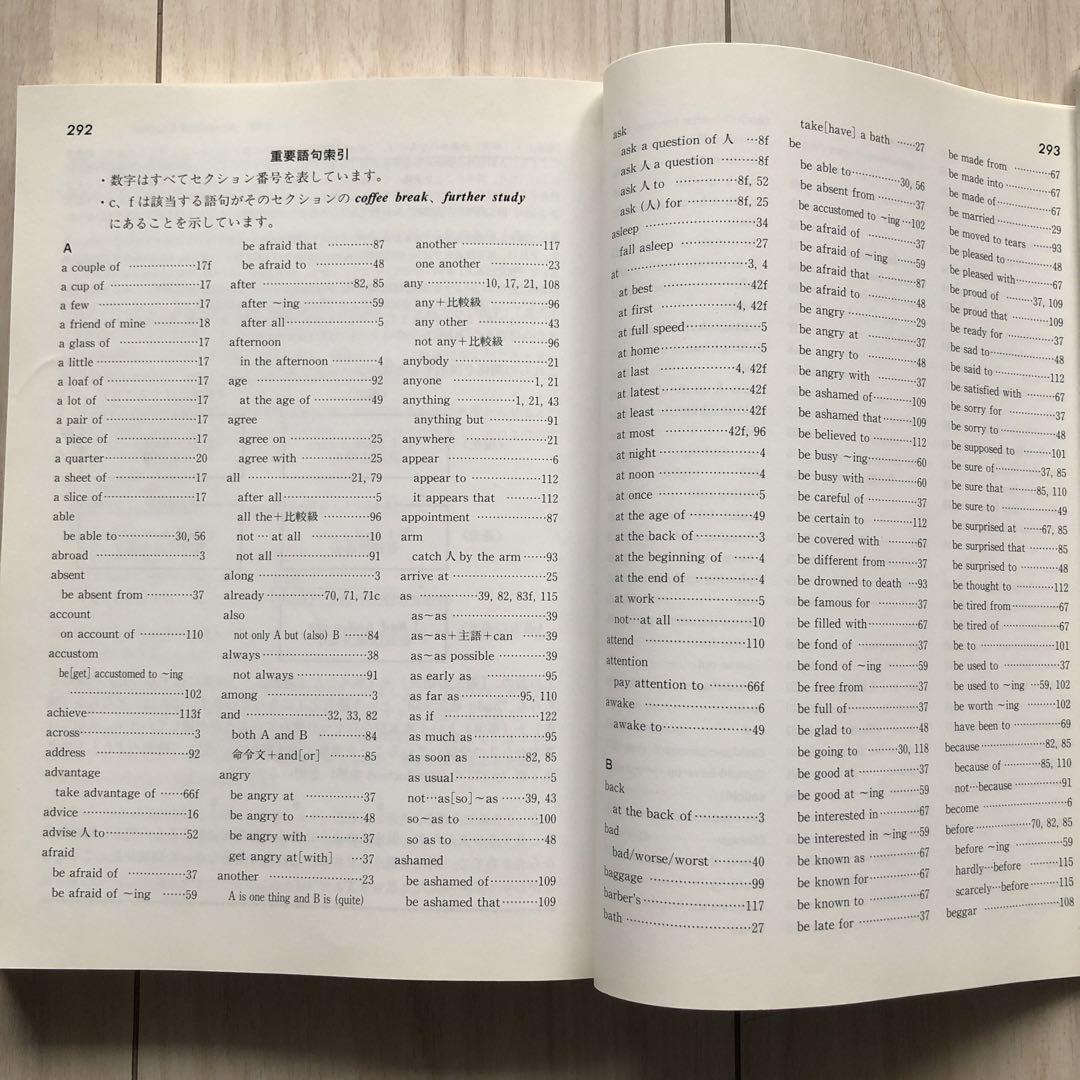 292
重要語句索引
・数字はすべてセクション番号を表しています。
・c、fは該当する語句がそのセクションの coffee break、further study
にあることを示しています。
A
a couple of ………………17f
a cup of ………………17
a few ………………17
a friend of mine …………18
a glass of ………………17
a little ………………17
a loaf of ………………17
a lot of ………………17
a pair of ………………17
a piece of ………………17
a quarter………………20
a sheet of ………………17
a slice of………………17
able
be able to…………30, 56
abroad ………………3
absent
be absent from …………37
account
on account of …………110
accustom
be[get] accustomed to ~ing
………………102
achieve………………113f
across………………3
address ………………92
advantage
take advantage of ……66f
advice ………………16
advise 人 to………………52
afraid
be afraid of ………………37
be afraid of ~ing ……59
be afraid that …………87
be afraid to …………48
after ………………82, 85
after ~ing …………59
after all………………5
afternoon
in the afternoon …………4
age ………………92
at the age of …………49
agree
agree on ………………25
agree with ………………25
all ………………21, 79
after all………………5
all the＋比較級 …………96
not … at all …………10
not all ………………91
along ………………3
already…………70, 71, 71c
also
not only A but (also) B ……84
always………………38
not always ………………91
among ………………3
and ………………32, 33, 82
both A and B …………84
命令文＋and[or] ………85
angry
be angry at …………37
be angry to …………48
be angry with …………37
get angry at[with] …37
another ………………23
A is one thing and B is (quite)
another ………………117
one another …………23
any …………10, 17, 21, 108
any＋比較級 …………96
any other …………43
not any＋比較級 ………96
anybody ………………21
anyone ………………1, 21
anything …………1, 21, 43
anything but …………91
anywhere ………………21
appear ………………6
appear to ………………112
it appears that ………112
appointment …………87
arm
catch 人 by the arm ……93
arrive at ………………25
as …………39, 82, 83f, 115
as~as ………………39
as~as＋主語＋can ……39
as~as possible …………39
as early as …………95
as far as…………95, 110
as if ………………122
as much as…………95
as soon as …………82, 85
as usual………………5
not…as[so]~as ……39, 43
so~as to …………100
so as to …………48
ashamed
be ashamed of…………109
be ashamed that………109
293
ask
ask a question of 人 …8f
ask 人 a question ………8f
ask 人 to …………8f, 52
ask (人) for …………8f, 25
asleep ………………34
fall asleep ………………27
at ………………3, 4
at best ………………42f
at first ………………4, 42f
at full speed………………5
at home………………5
at last ………………4, 42f
at latest………………42f
at least ………………42f
at most …………42f, 96
at night ………………4
at noon ………………4
at once ………………5
at the age of …………49
at the back of …………3
at the beginning of ……4
at the end of …………4
at work ………………5
not…at all …………10
attend ………………110
attention
pay attention to ………66f
awake ………………6
awake to………………49
B
back
at the back of …………3
bad
bad/worse/worst ………40
baggage ………………99
barber's………………117
bath ………………27
take[have] a bath ……27
be
be able to…………30, 56
be absent from …………37
be accustomed to ~ing …102
be afraid of …………37
be afraid of ~ing ……59
be afraid that …………87
be afraid to …………48
be angry ………………29
be angry at …………37
be angry to …………48
be angry with …………37
be ashamed of…………109
be ashamed that………109
be believed to …………112
be busy ~ing…………60
be busy with …………60
be careful of …………37
be certain to …………112
be covered with ………67
be different from ………37
be drowned to death …93
be famous for …………37
be filled with…………67
be fond of …………37
be fond of ~ing ………59
be free from …………37
be full of………………37
be glad to …………48
be going to ………30, 118
be good at …………37
be good at ~ing ………59
be interested in…………67
be interested in ~ing …59
be known as …………67
be known for…………67
be known to …………67
be late for …………37
be made from …………67
be made into…………67
be made of…………67
be married…………29
be moved to tears ……93
be pleased to …………48
be pleased with…………67
be proud of ………37, 109
be proud that …………109
be ready for …………37
be sad to………………48
be said to ………………112
be satisfied with ………67
be sorry for …………37
be sorry to …………48
be supposed to …………101
be sure of…………37, 85
be sure that ………85, 110
be sure to …………49
be surprised at ……67, 85
be surprised that ………85
be surprised to …………48
be thought to …………112
be tired from…………67
be tired of …………67
be to ………………101
be used to …………37
be used to ~ing …59, 102
be worth ~ing …………102
have been to …………69
because………………82, 85
because of …………85, 110
not…because …………91
become ………………6
before …………70, 82, 85
before ~ing …………59
hardly…before …………115
scarcely…before………115
beggar ………………108